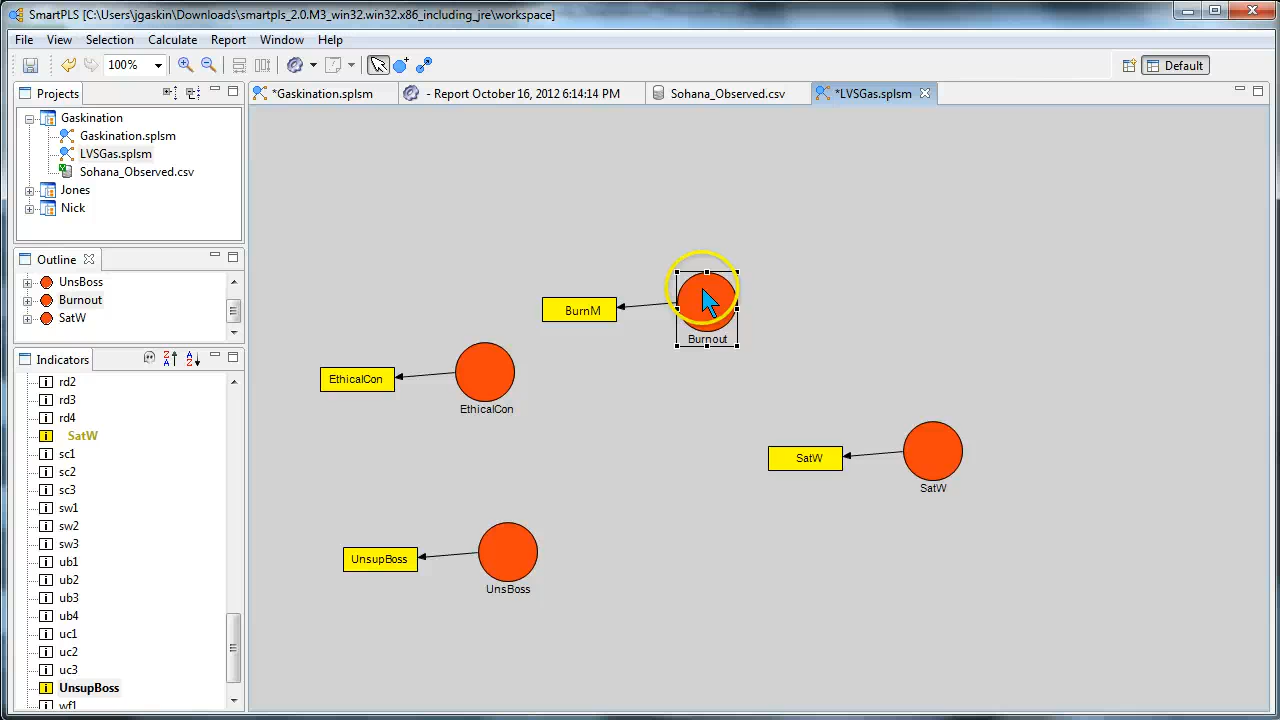 SmartPLS [C:\Users\jgaskin\Downloads\smartpls_2.0.M3_win32.win32.x86_including_jre\workspace]
File View Selection Calculate Report Window Help
100% Default
Projects
Gaskination
Gaskination.splsm
LVSGas.splsm
Sohana_Observed.csv
Jones
Nick
Outline
UnsBoss
Burnout
SatW
Indicators
rd2
rd3
rd4
SatW
sc1
sc2
sc3
sw1
sw2
sw3
ub1
ub2
ub3
ub4
uc1
uc2
uc3
UnsupBoss
wf1
*Gaskination.splsm - Report October 16, 2012 6:14:14 PM Sohana_Observed.csv *LVSGas.splsm
BurnM
Burnout
EthicalCon
EthicalCon
SatW
SatW
UnsupBoss
UnsBoss